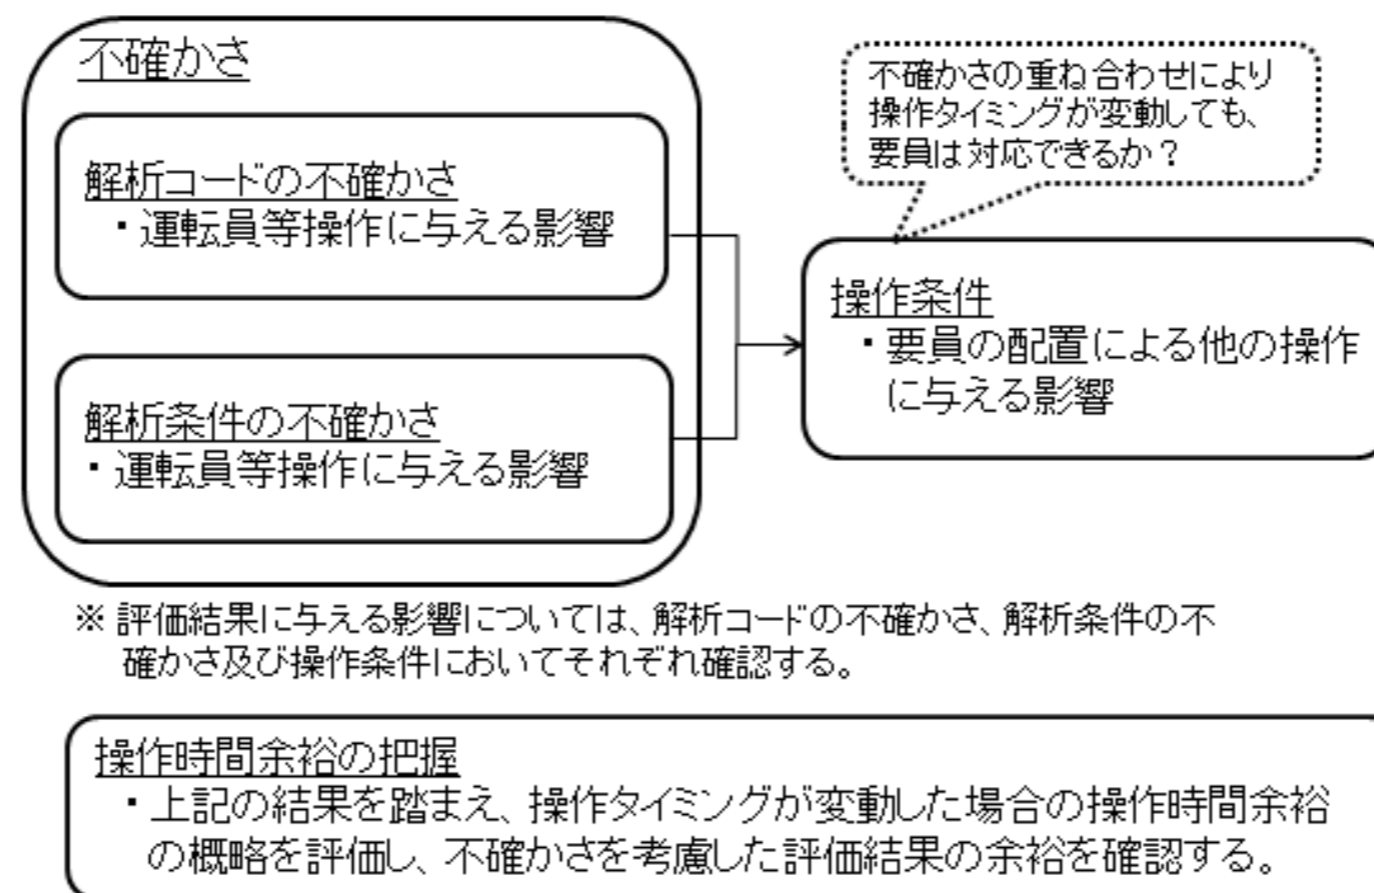 不確かさ
解析コードの不確かさ
・運転員等操作に与える影響
解析条件の不確かさ
・運転員等操作に与える影響
不確かさの重ね合わせにより
操作タイミングが変動しても、
要員は対応できるか?
操作条件
・要員の配置による他の操作
に与える影響
※ 評価結果に与える影響については、解析コードの不確かさ、解析条件の不
確かさ及び操作条件においてそれぞれ確認する。
操作時間余裕の把握
・上記の結果を踏まえ、操作タイミングが変動した場合の操作時間余裕
の概略を評価し、不確かさを考慮した評価結果の余裕を確認する。